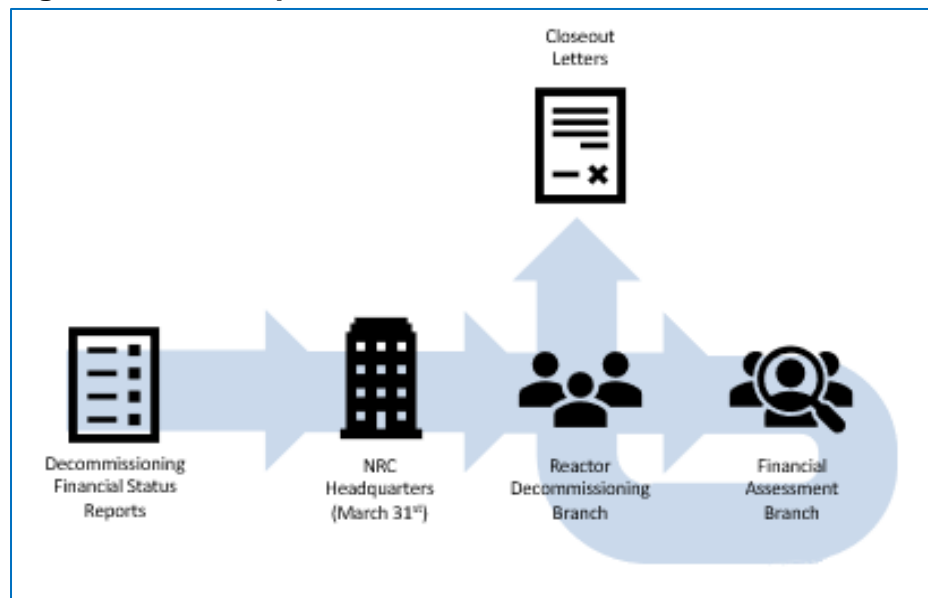 Closeout
Letters
Decommissioning
Financial Status
Reports
NRC
Headquarters
(March 31st)
Reactor
Decommissioning
Branch
Financial
Assessment
Branch